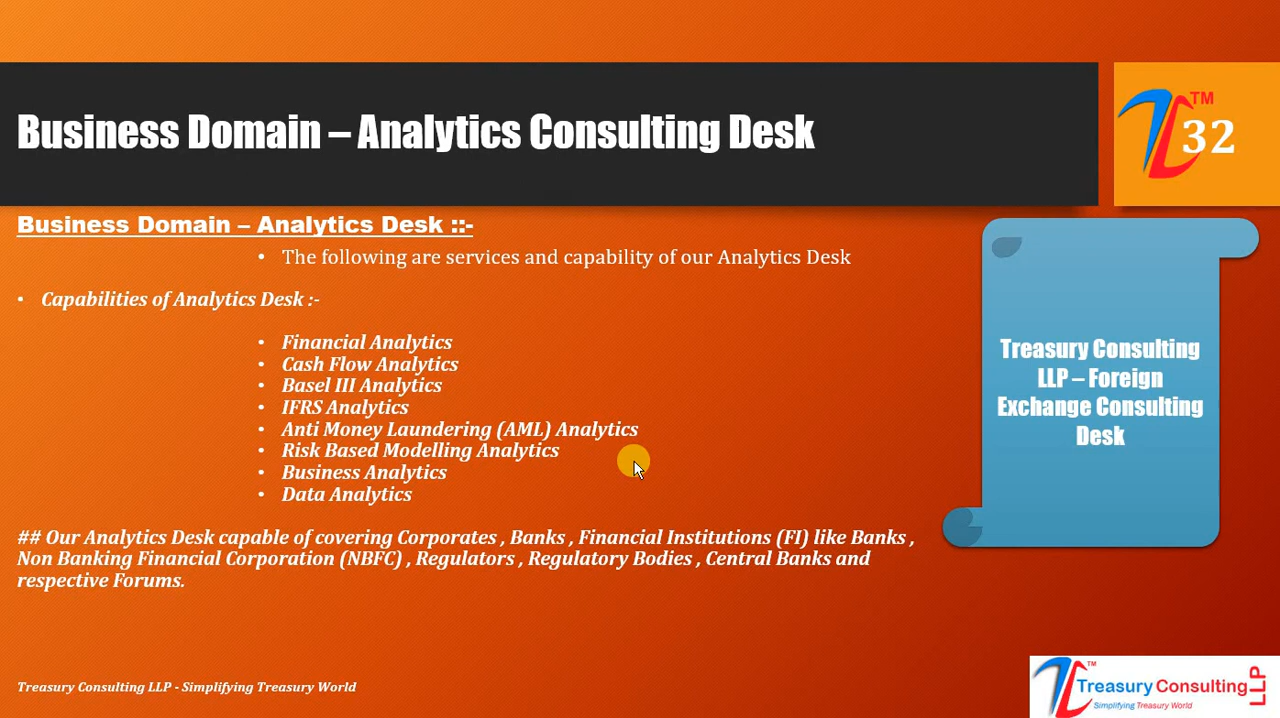 Business Domain – Analytics Consulting Desk
TM
32
Business Domain – Analytics Desk ::-
• The following are services and capability of our Analytics Desk
• Capabilities of Analytics Desk :-
• Financial Analytics
• Cash Flow Analytics
• Basel III Analytics
• IFRS Analytics
• Anti Money Laundering (AML) Analytics
• Risk Based Modelling Analytics
• Business Analytics
• Data Analytics
## Our Analytics Desk capable of covering Corporates , Banks , Financial Institutions (FI) like Banks ,
Non Banking Financial Corporation (NBFC) , Regulators , Regulatory Bodies , Central Banks and
respective Forums.
Treasury Consulting
LLP – Foreign
Exchange Consulting
Desk
Treasury Consulting LLP - Simplifying Treasury World
TM
Treasury Consulting LLP
Simplifying Treasury World